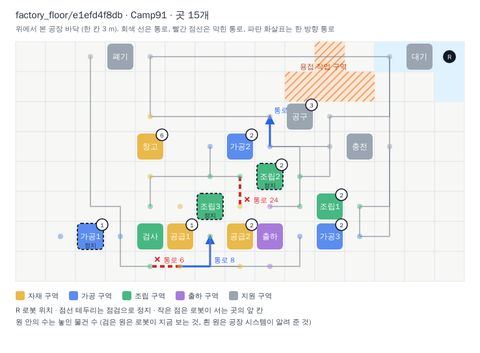 factory_floor/e1efd4f8db · Camp91 · 곳 15개
위에서 본 공장 바닥 (한 칸 3 m). 회색 선은 통로, 빨간 점선은 막힌 통로, 파란 화살표는 한 방향 통로
폐기
대기
R
용접 작업 구역
통로
공구
3
창고
6
가공2
2
충전
조립2
정지
2
통로 24
조립3
정지
조립1
2
가공1
정지
1
검사
공급1
1
공급2
2
출하
가공3
2
통로 6
통로 8
자재 구역
가공 구역
조립 구역
출하 구역
지원 구역
R 로봇 위치 · 점선 테두리는 점검으로 정지 · 작은 점은 로봇이 서는 곳의 앞 칸
원 안의 수는 놓인 물건 수 (검은 원은 로봇이 지금 보는 것, 흰 원은 공장 시스템이 알려 준 것)